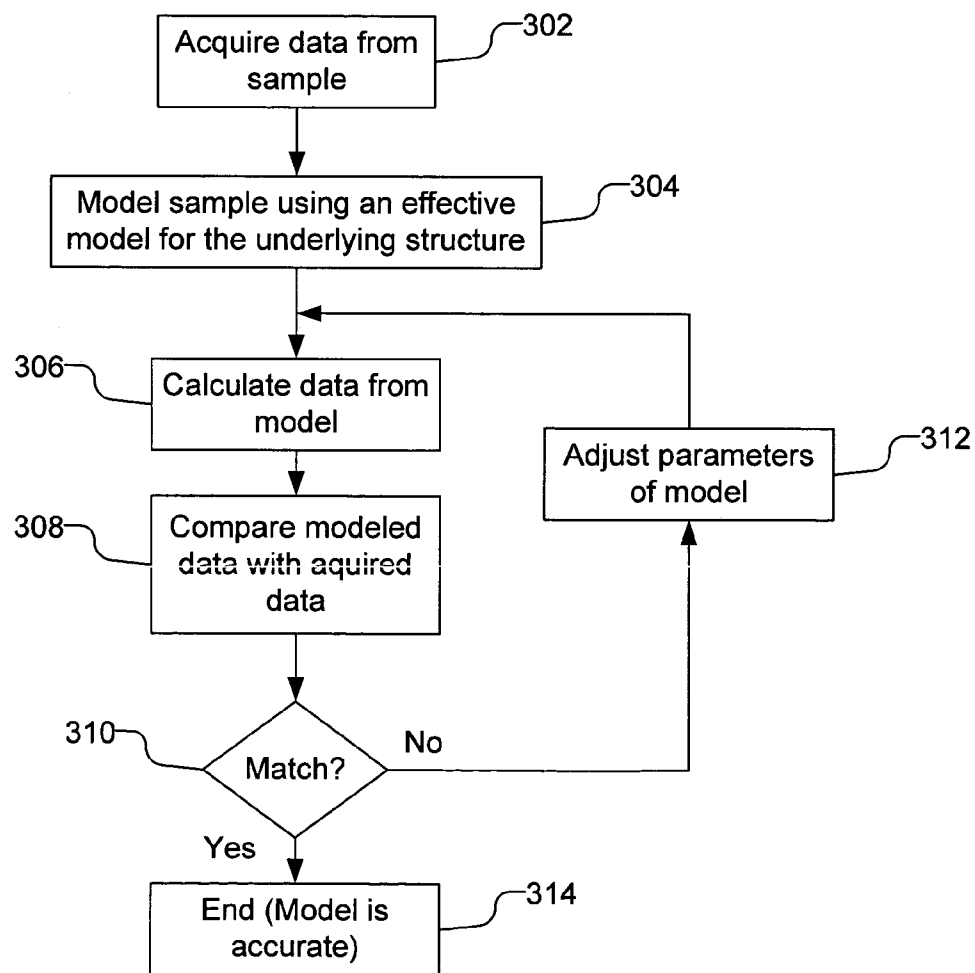 302
Acquire data from
sample
304
Model sample using an effective
model for the underlying structure
306
Calculate data from
model
312
Adjust parameters
of model
308
Compare modeled
data with aquired
data
310
Match?
No
Yes
314
End (Model is
accurate)